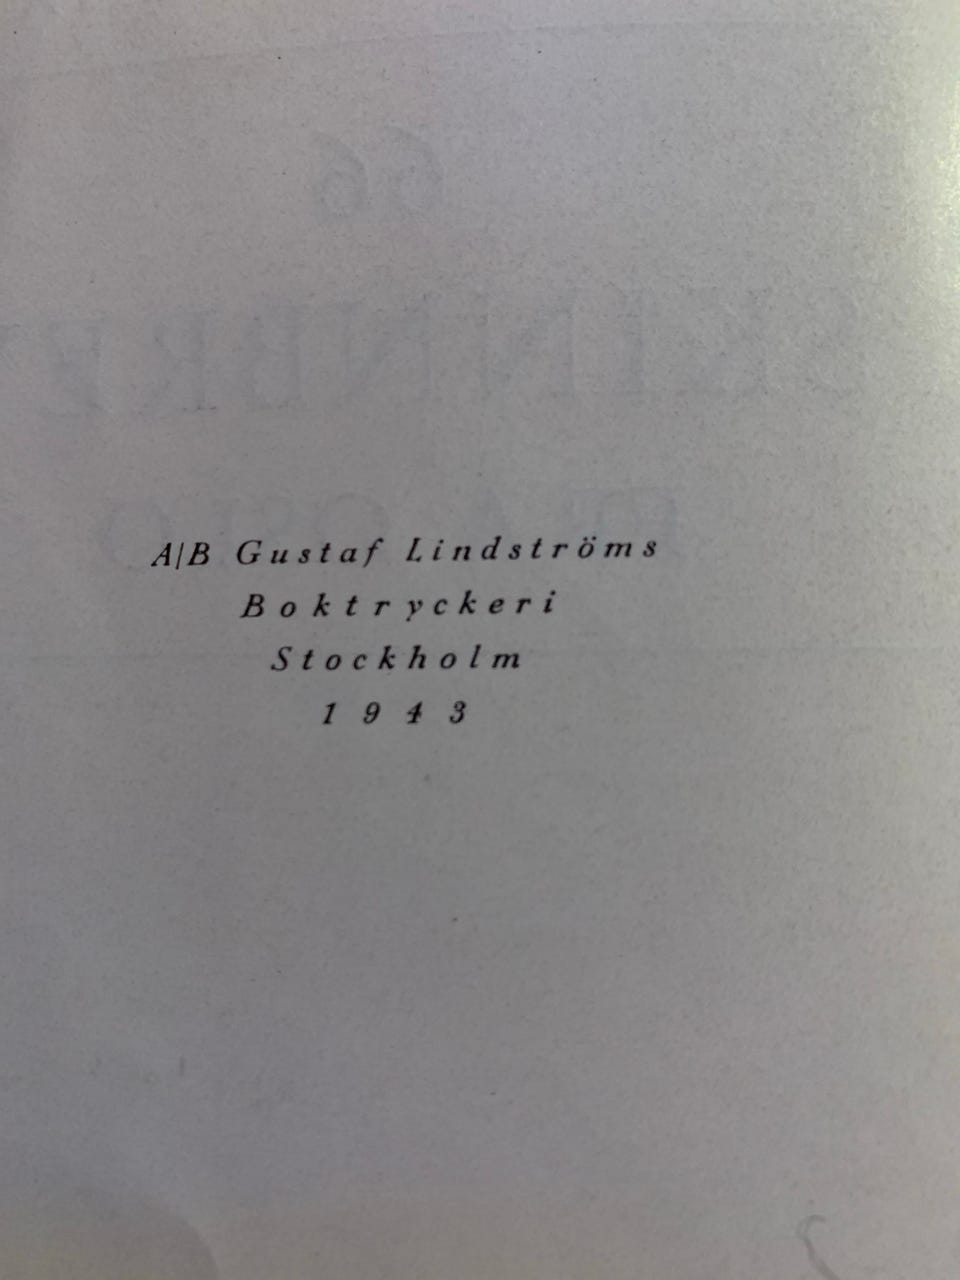 A|B Gustaf Lindströms
Boktryckeri
Stockholm
1943